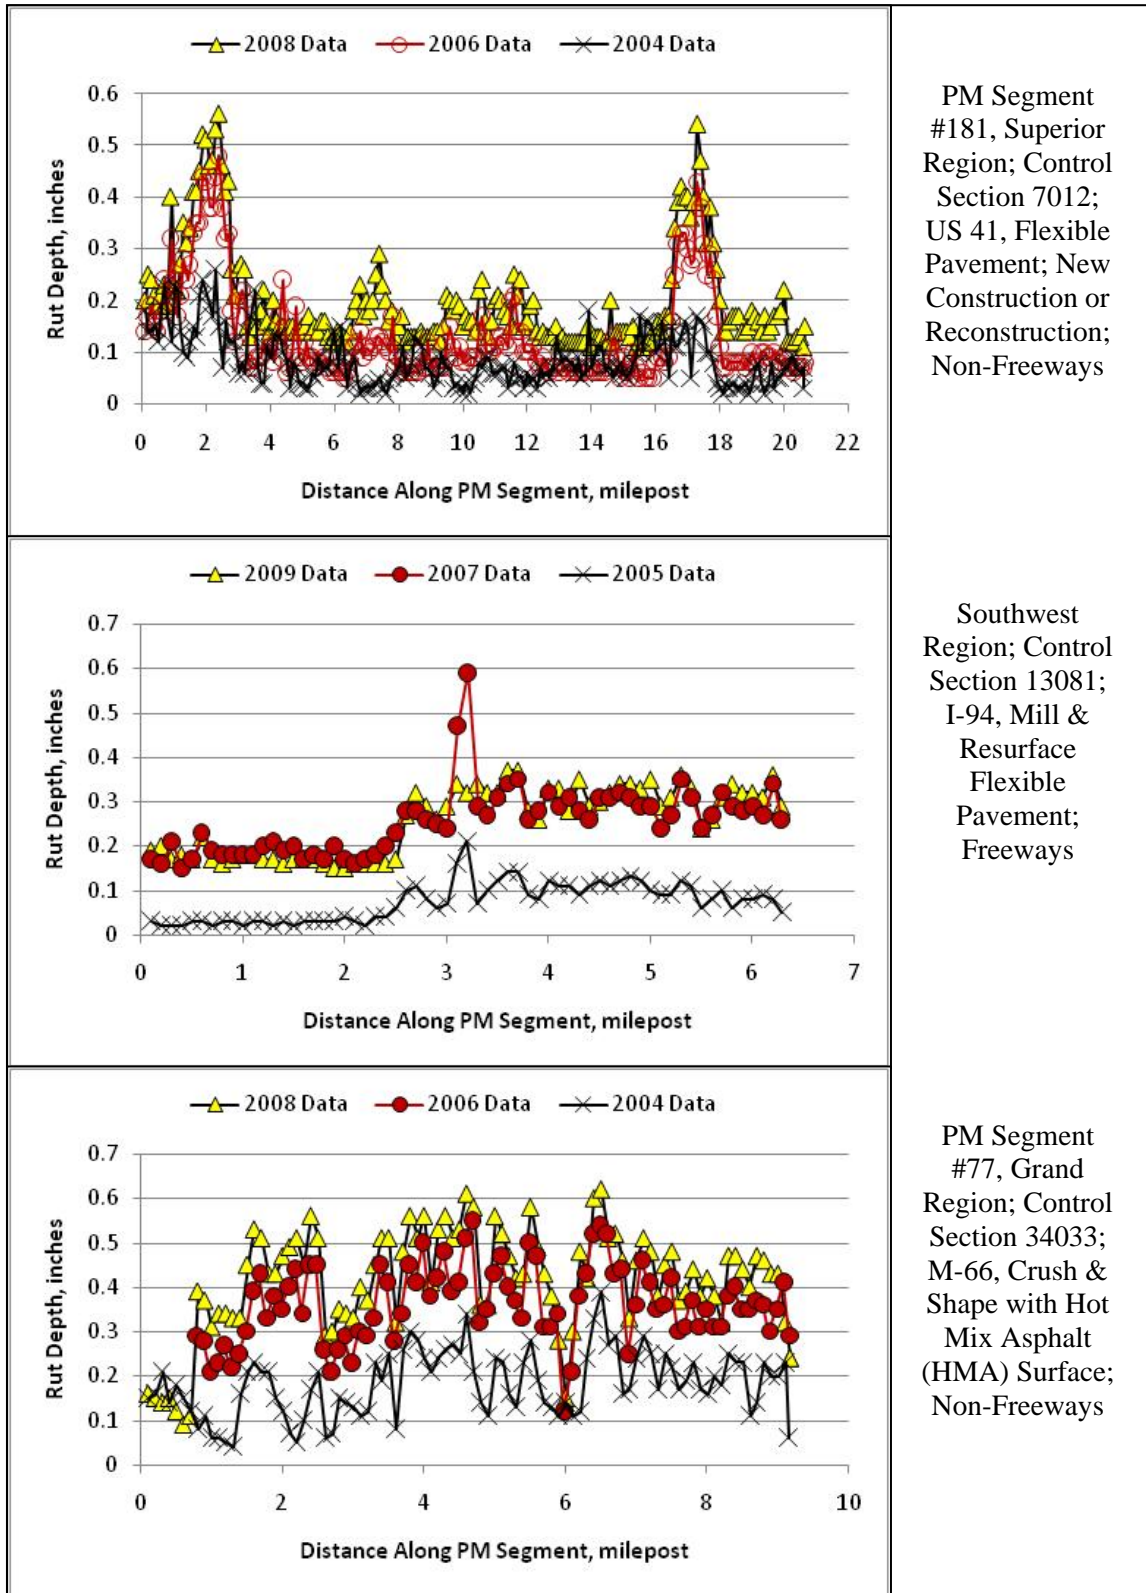 2008 Data 2006 Data 2004 Data
0.6
0.5
0.4
0.3
0.2
0.1
0
Rut Depth, inches
0 2 4 6 8 10 12 14 16 18 20 22
Distance Along PM Segment, milepost
PM Segment
#181, Superior
Region; Control
Section 7012;
US 41, Flexible
Pavement; New
Construction or
Reconstruction;
Non-Freeways
2009 Data 2007 Data 2005 Data
0.7
0.6
0.5
0.4
0.3
0.2
0.1
0
Rut Depth, inches
0 1 2 3 4 5 6 7
Distance Along PM Segment, milepost
Southwest
Region; Control
Section 13081;
I-94, Mill &
Resurface
Flexible
Pavement;
Freeways
2008 Data 2006 Data 2004 Data
0.7
0.6
0.5
0.4
0.3
0.2
0.1
0
Rut Depth, inches
0 2 4 6 8 10
Distance Along PM Segment, milepost
PM Segment
#77, Grand
Region; Control
Section 34033;
M-66, Crush &
Shape with Hot
Mix Asphalt
(HMA) Surface;
Non-Freeways